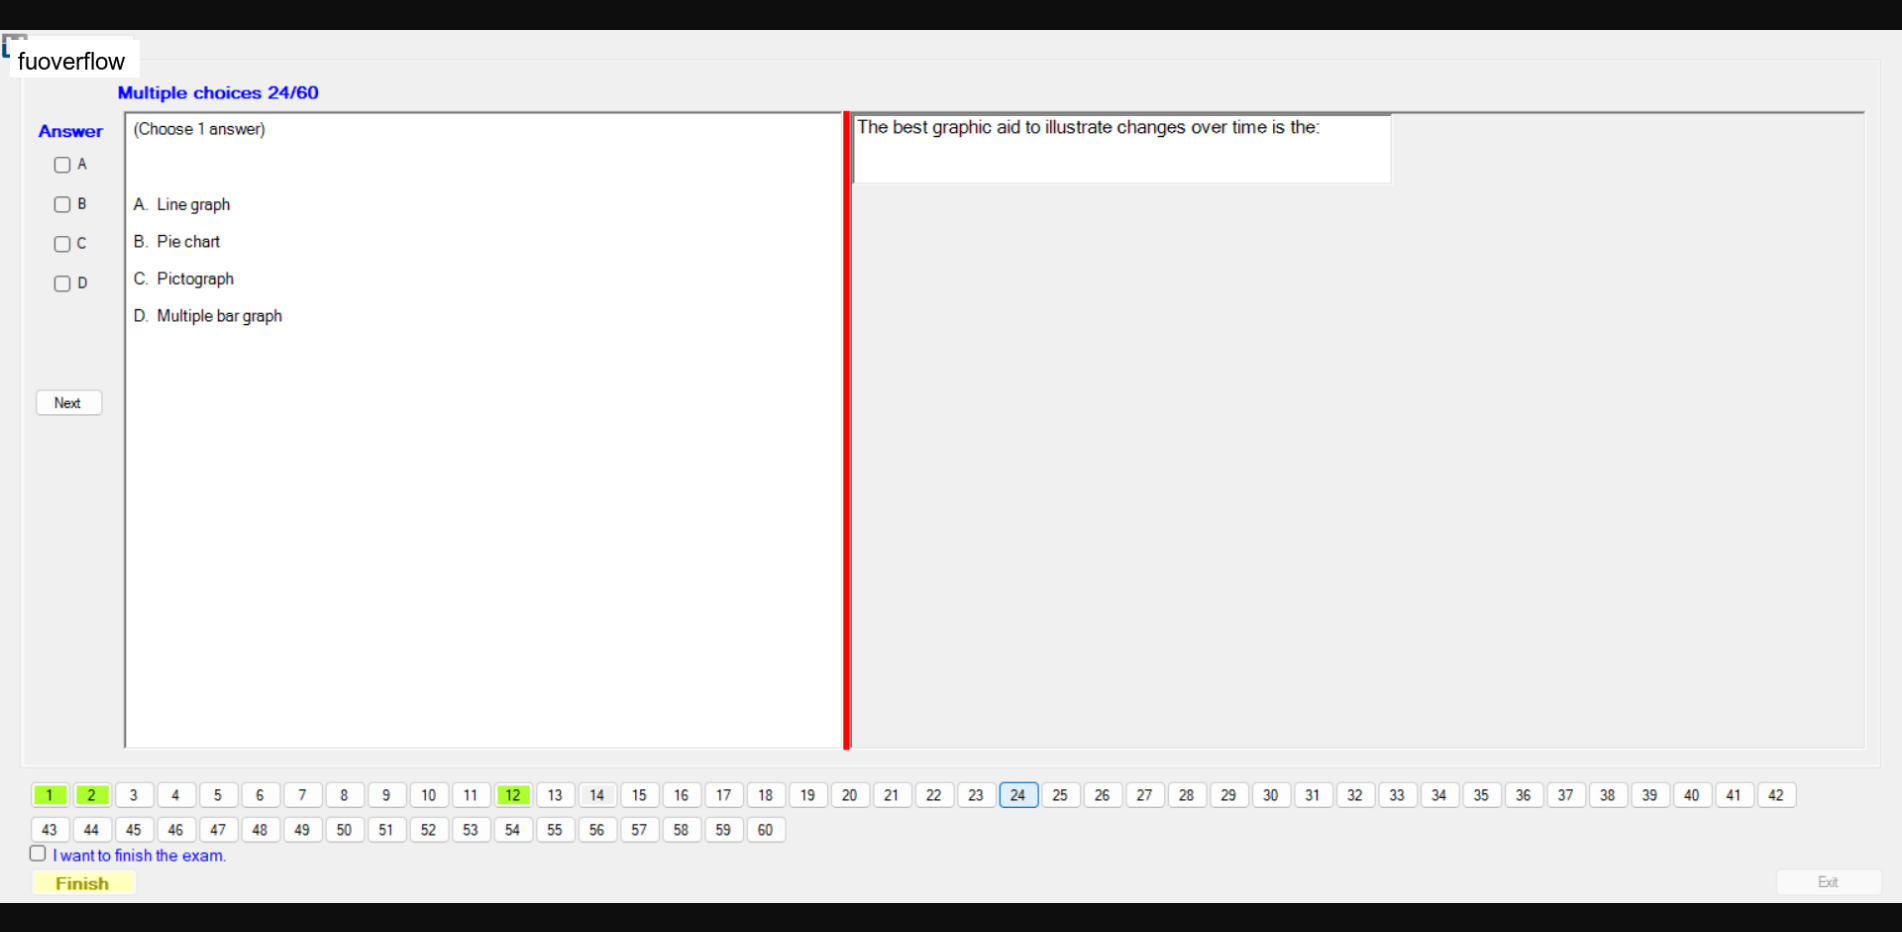 fuoverflow
Multiple choices 24/60
Answer
A
B
C
D
Next
(Choose 1 answer)
A. Line graph
B. Pie chart
C. Pictograph
D. Multiple bar graph
The best graphic aid to illustrate changes over time is the:
1 2 3 4 5 6 7 8 9 10 11 12 13 14 15 16 17 18 19 20 21 22 23 24 25 26 27 28 29 30 31 32 33 34 35 36 37 38 39 40 41 42
43 44 45 46 47 48 49 50 51 52 53 54 55 56 57 58 59 60
I want to finish the exam.
Finish
Exit